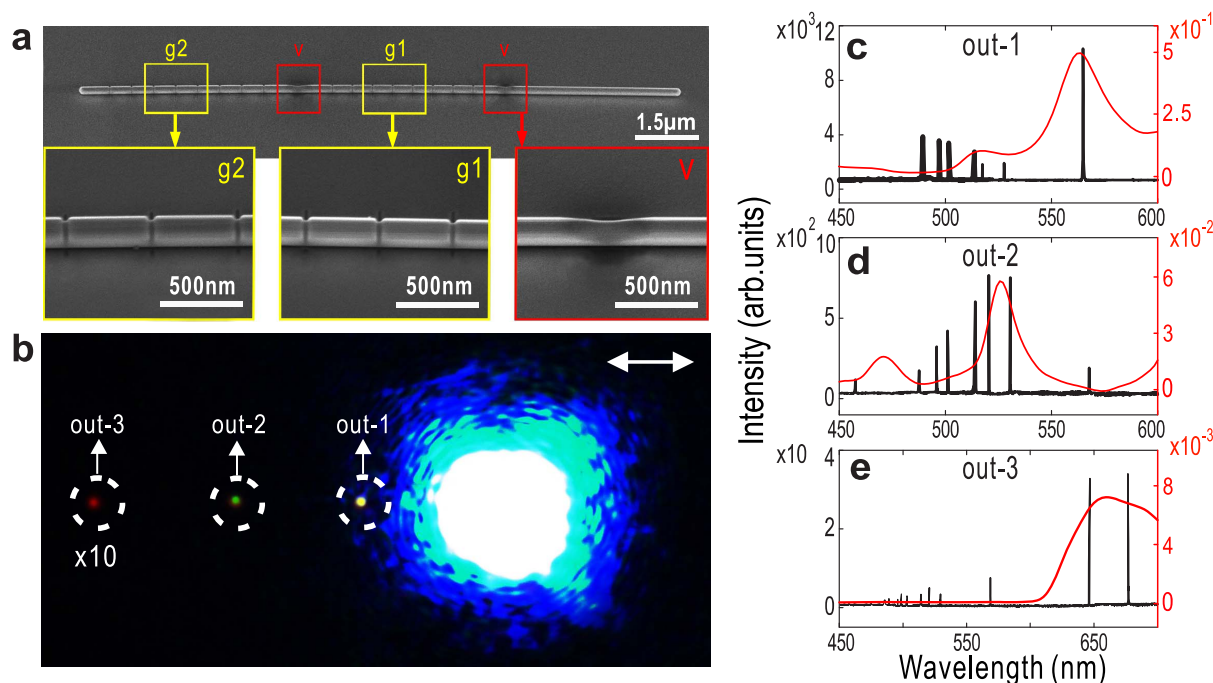 a
g2
v
g1
v
1.5μm
g2
g1
V
500nm
500nm
500nm
b
out-3
out-2
out-1
x10
Intensity (arb.units)
x10³
x10⁻¹
c
out-1
12
8
4
0
5
2.5
0
450
500
550
600
x10²
x10⁻²
d
out-2
10
5
0
6
3
0
450
500
550
600
x10
x10⁻³
e
out-3
4
2
0
8
4
0
450
550
650
Wavelength (nm)